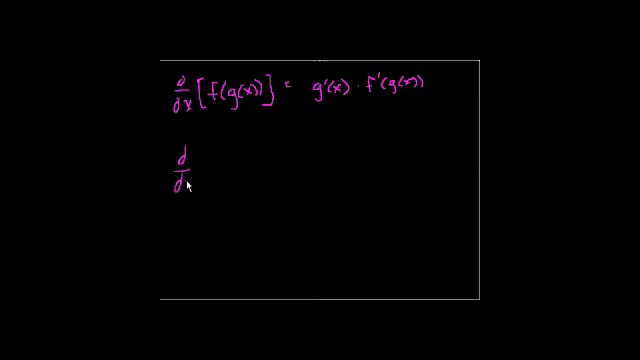 d/dx [f(g(x))] = g'(x) · f'(g(x))
d/d